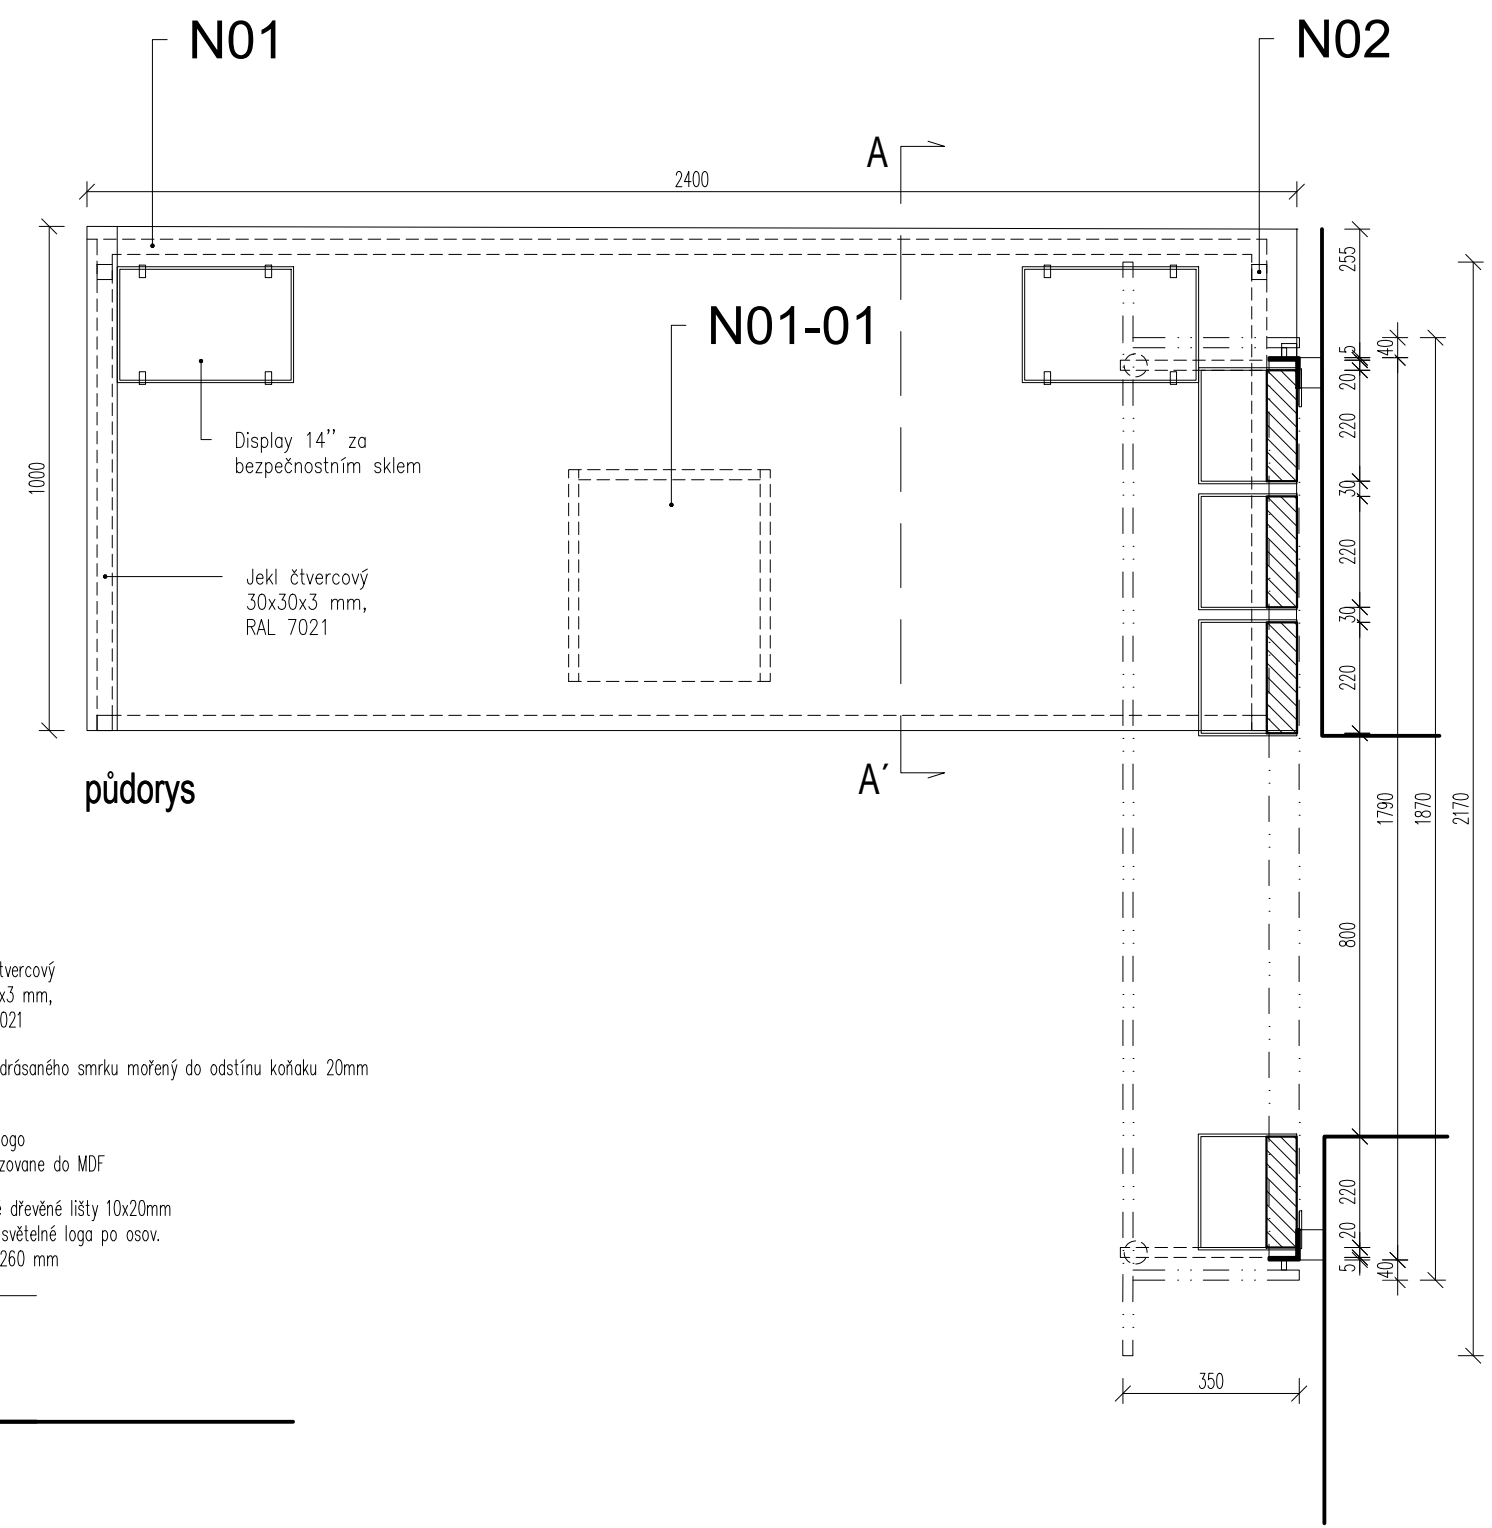 N01
N02
A
2400
255
5
40
20
N01-01
220
Display 14’’ za
bezpečnostním sklem
1000
30
220
Jekl čtvercový
30x30x3 mm,
RAL 7021
30
220
A´
půdorys
1790
1870
2170
800
tvercový
x3 mm,
021
drásaného smrku mořený do odstínu koňaku 20mm
ogo
zovane do MDF
é dřevěné lišty 10x20mm
světelné loga po osov.
260 mm
220
20
5
40
350